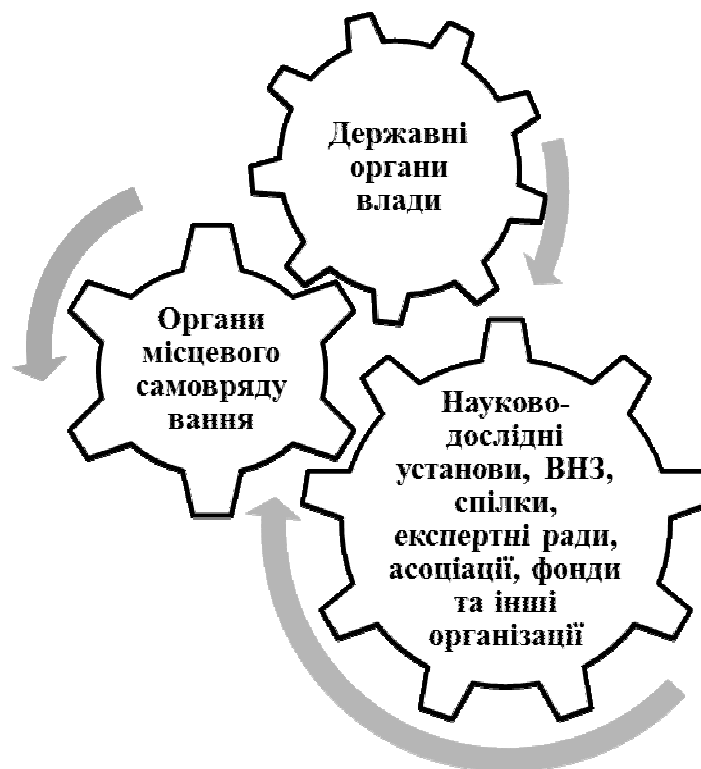 Державні
органи
влади
Органи
місцевого
самовряду
вання
Науково-
дослідні
установи, ВНЗ,
спілки,
експертні ради,
асоціації, фонди
та інші
організації